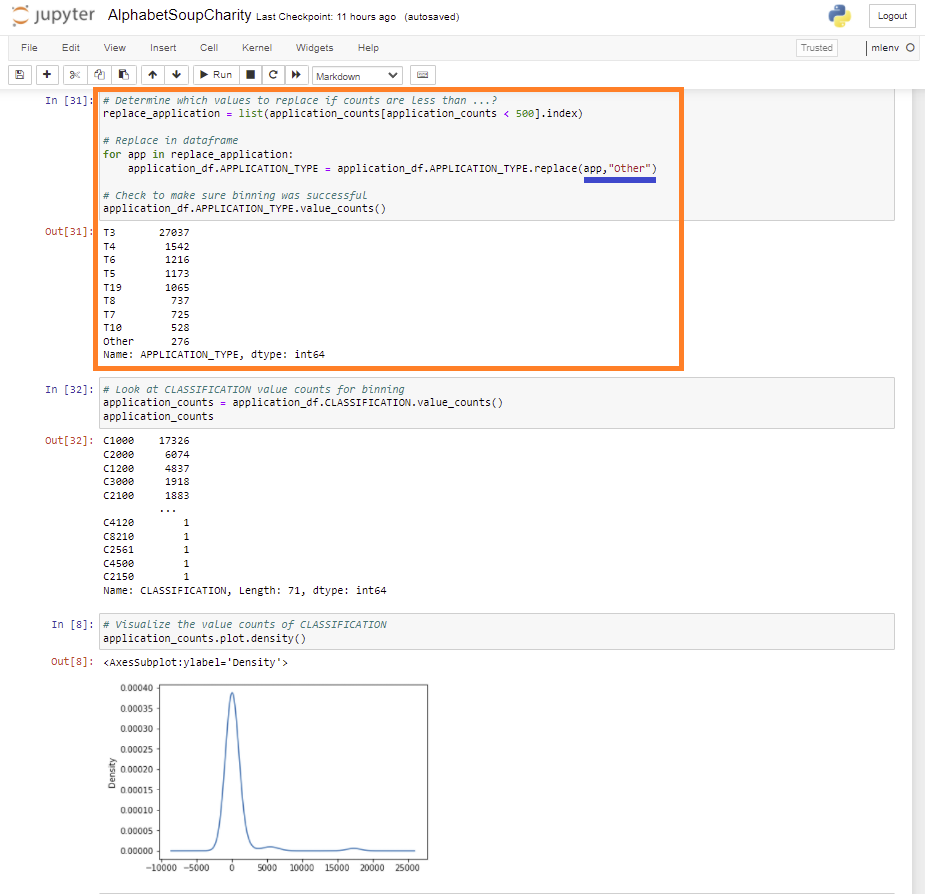 jupyter AlphabetSoupCharity Last Checkpoint: 11 hours ago (autosaved) Logout
File Edit View Insert Cell Kernel Widgets Help Trusted mlenv
Run Markdown
In [31]: # Determine which values to replace if counts are less than ...?
replace_application = list(application_counts[application_counts < 500].index)
# Replace in dataframe
for app in replace_application:
application_df.APPLICATION_TYPE = application_df.APPLICATION_TYPE.replace(app,"Other")
# Check to make sure binning was successful
application_df.APPLICATION_TYPE.value_counts()
Out[31]: T3 27037
T4 1542
T6 1216
T5 1173
T19 1065
T8 737
T7 725
T10 528
Other 276
Name: APPLICATION_TYPE, dtype: int64
In [32]: # Look at CLASSIFICATION value counts for binning
application_counts = application_df.CLASSIFICATION.value_counts()
application_counts
Out[32]: C1000 17326
C2000 6074
C1200 4837
C3000 1918
C2100 1883
...
C4120 1
C8210 1
C2561 1
C4500 1
C2150 1
Name: CLASSIFICATION, Length: 71, dtype: int64
In [8]: # Visualize the value counts of CLASSIFICATION
application_counts.plot.density()
Out[8]: <AxesSubplot:ylabel='Density'>
0.00040
0.00035
0.00030
0.00025
0.00020
0.00015
0.00010
0.00005
0.00000
Density
−10000 −5000 0 5000 10000 15000 20000 25000